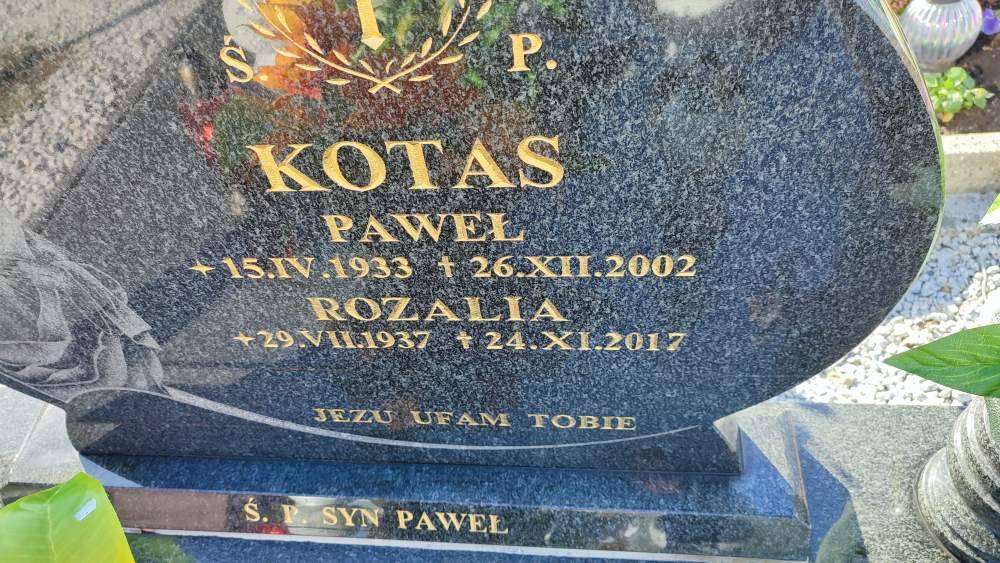 Ś. P.
KOTAS
PAWEŁ
★ 15.IV.1933 † 26.XII.2002
ROZALIA
★ 29.VII.1937 † 24.XI.2017
JEZU UFAM TOBIE
Ś. P. SYN PAWEŁ